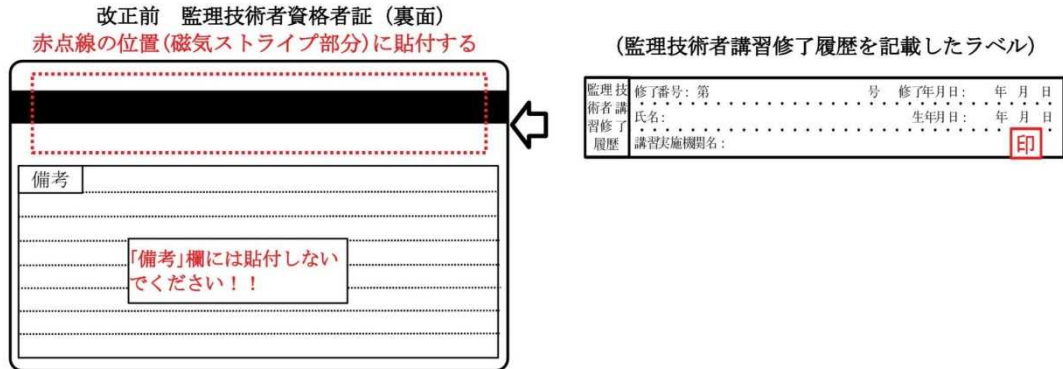 改正前　監理技術者資格者証（裏面）
赤点線の位置(磁気ストライプ部分)に貼付する
備考
「備考」欄には貼付しない
でください！！
(監理技術者講習修了履歴を記載したラベル)
監理技
術者講
習修了
履歴
修了番号：第　　　　　号　修了年月日：　年　月　日
氏名：　　　　　生年月日：　年　月　日
講習実施機関名：
印